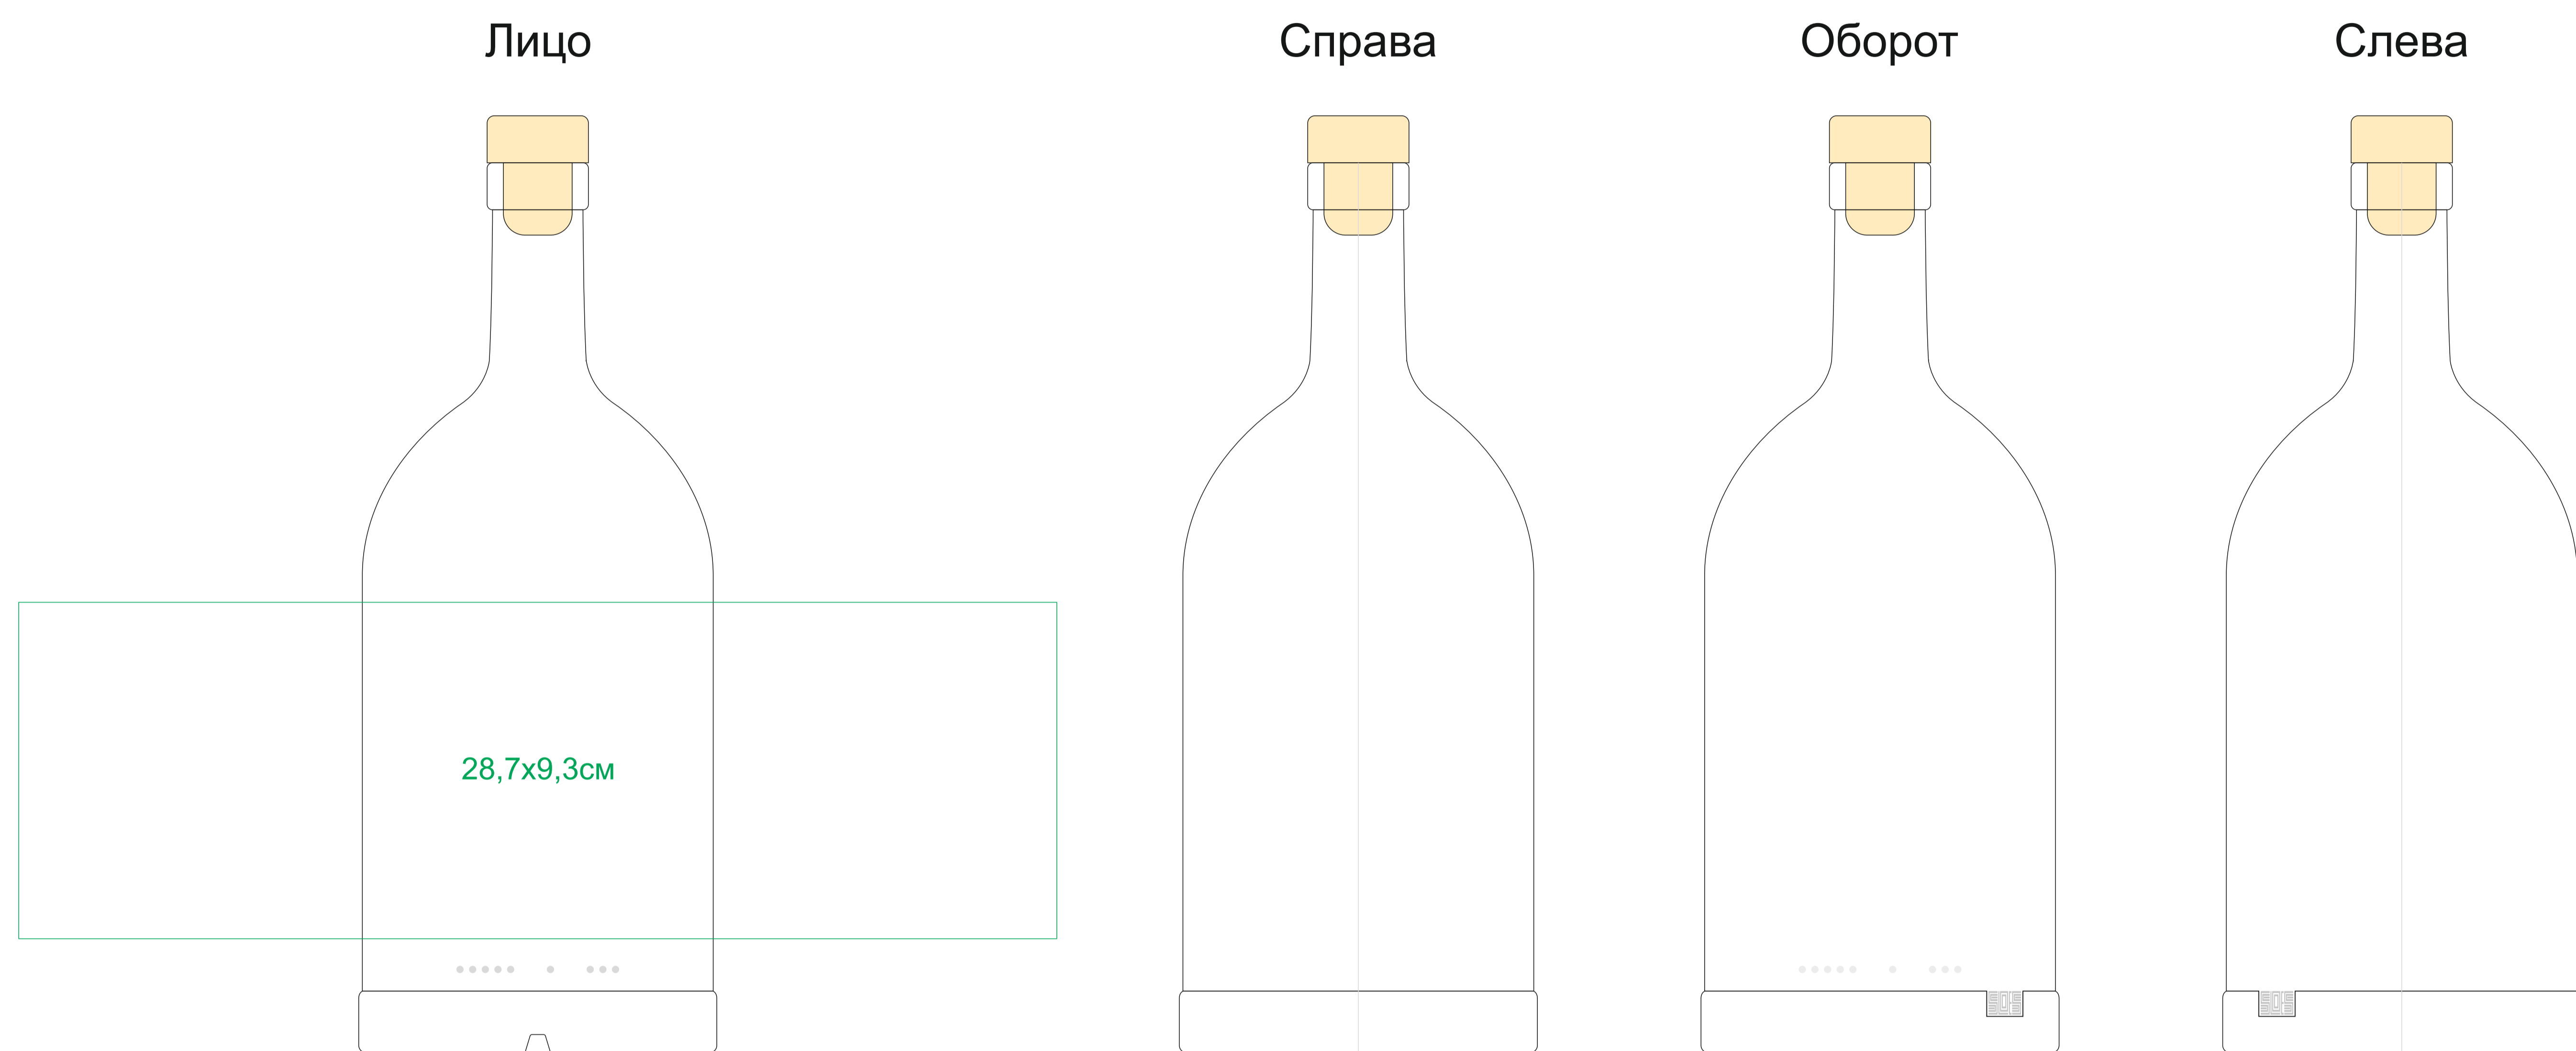 Лицо
Справа
Оборот
Слева
28,7х9,3см